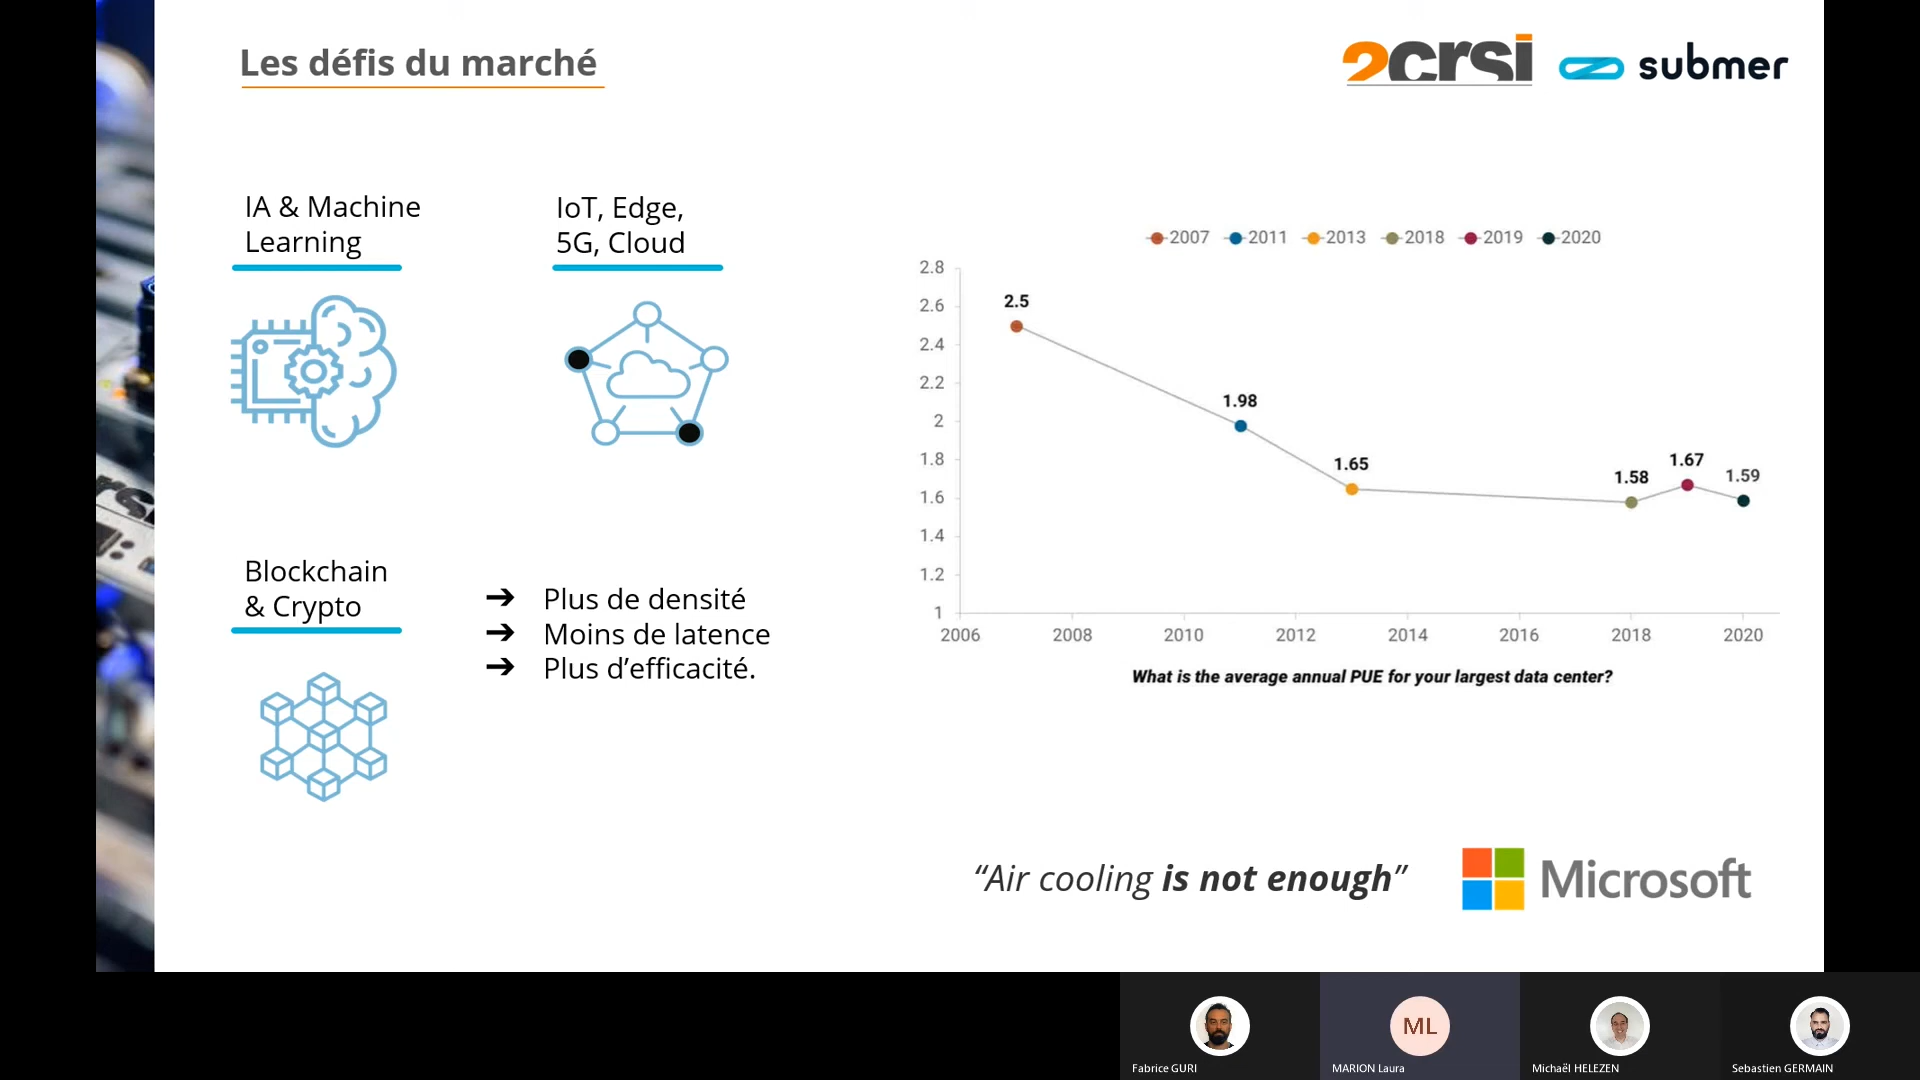 Les défis du marché
2crsi
submer
IA & Machine
Learning
IoT, Edge,
5G, Cloud
Blockchain
& Crypto
➔ Plus de densité
➔ Moins de latence
➔ Plus d’efficacité.
2007 2011 2013 2018 2019 2020
2.8
2.6
2.4
2.2
2
1.8
1.6
1.4
1.2
1
2.5
1.98
1.65
1.58
1.67
1.59
2006 2008 2010 2012 2014 2016 2018 2020
What is the average annual PUE for your largest data center?
“Air cooling is not enough”
Microsoft
ML
Fabrice GURI
MARION Laura
Michaël HELEZEN
Sebastien GERMAIN